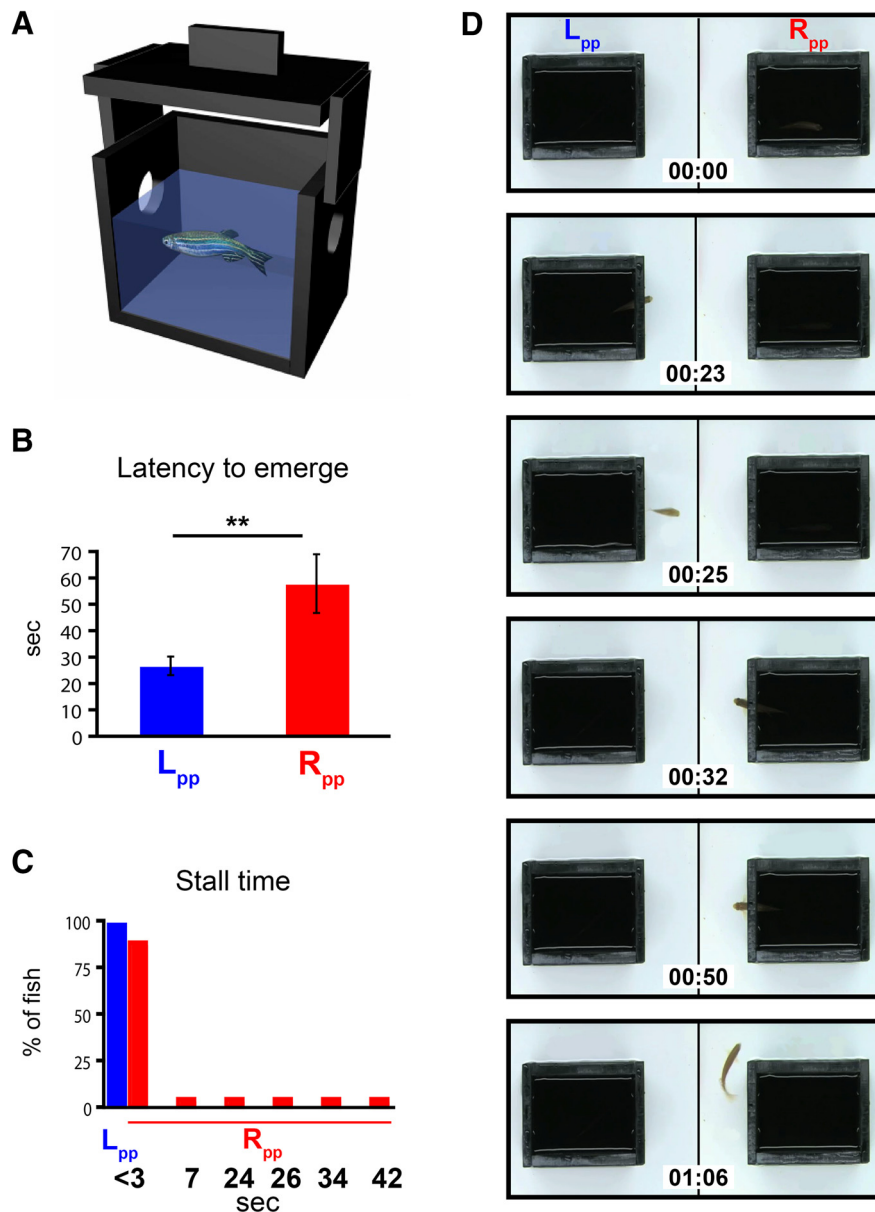 A
B
Latency to emerge
**
70
60
50
40
30
20
10
0
sec
Lpp
Rpp
C
Stall time
100
75
50
25
0
% of fish
Lpp
Rpp
<3 7 24 26 34 42
sec
D
Lpp Rpp
00:00
00:23
00:25
00:32
00:50
01:06